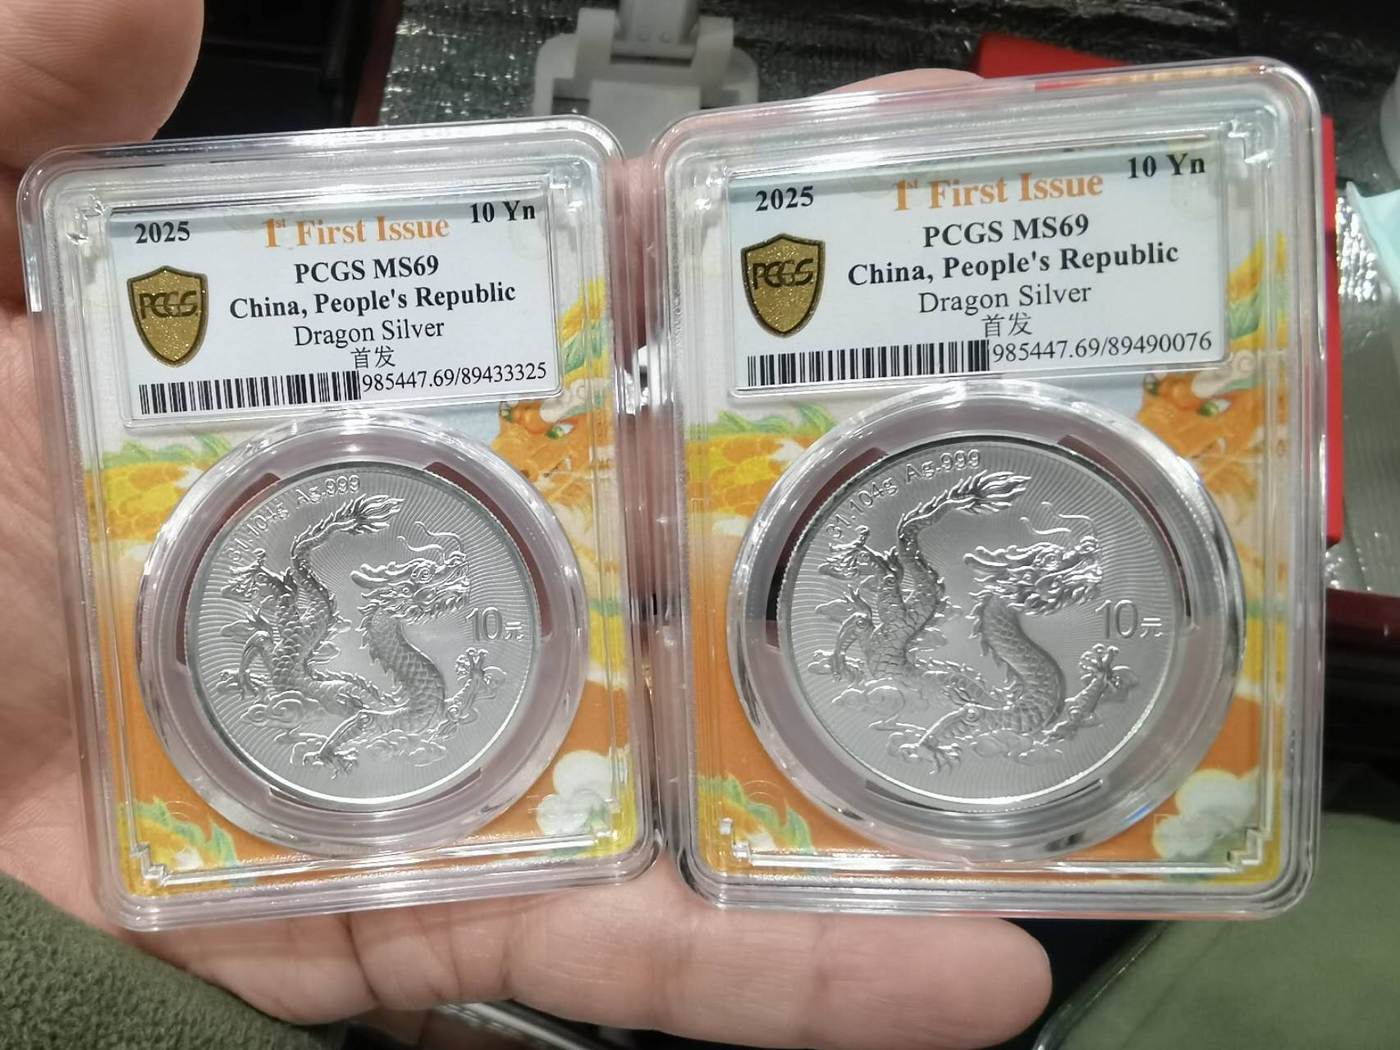 2025
1st First Issue
10 Yn
PCGS MS69
China, People's Republic
Dragon Silver
首发
PCGS
985447.69/89433325
31.104g Ag.999
10元
2025
1st First Issue
10 Yn
PCGS MS69
China, People's Republic
Dragon Silver
首发
PCGS
985447.69/89490076
31.104g Ag.999
10元